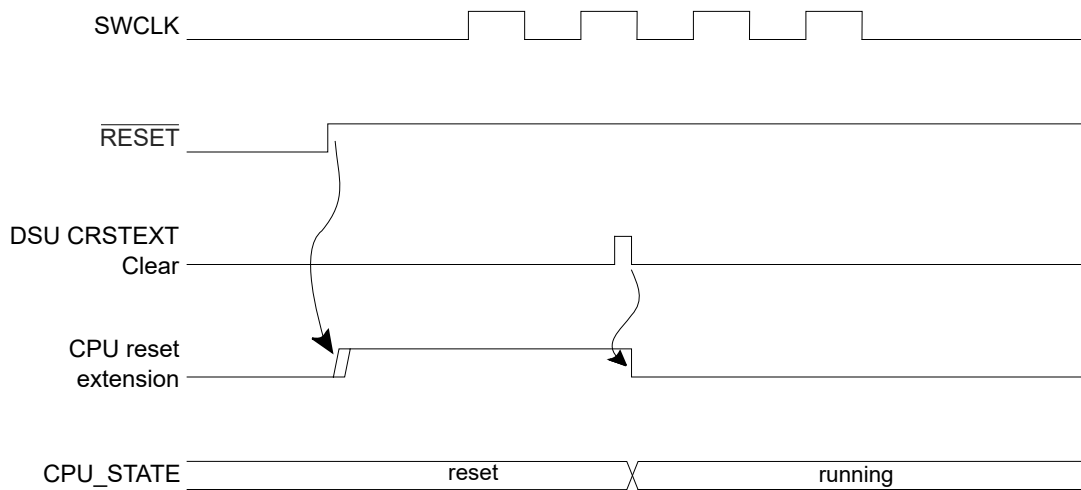 SWCLK
RESET
DSU CRSTEXT
Clear
CPU reset
extension
CPU_STATE reset running